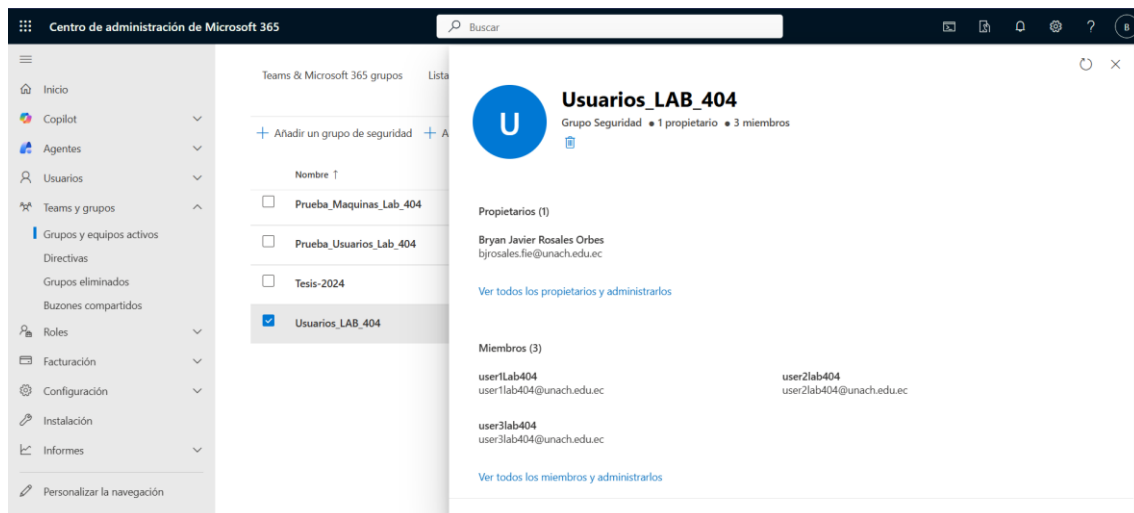 Centro de administración de Microsoft 365
Buscar
B
Inicio
Copilot
Agentes
Usuarios
Teams y grupos
Grupos y equipos activos
Directivas
Grupos eliminados
Buzones compartidos
Roles
Facturación
Configuración
Instalación
Informes
Personalizar la navegación
Teams & Microsoft 365 grupos Lista
Añadir un grupo de seguridad A
Nombre ↑
Prueba_Maquinas_Lab_404
Prueba_Usuarios_Lab_404
Tesis-2024
Usuarios_LAB_404
U
Usuarios_LAB_404
Grupo Seguridad ● 1 propietario ● 3 miembros
Propietarios (1)
Bryan Javier Rosales Orbes
bjrosales.fie@unach.edu.ec
Ver todos los propietarios y administrarlos
Miembros (3)
user1Lab404
user1lab404@unach.edu.ec
user2lab404
user2lab404@unach.edu.ec
user3lab404
user3lab404@unach.edu.ec
Ver todos los miembros y administrarlos